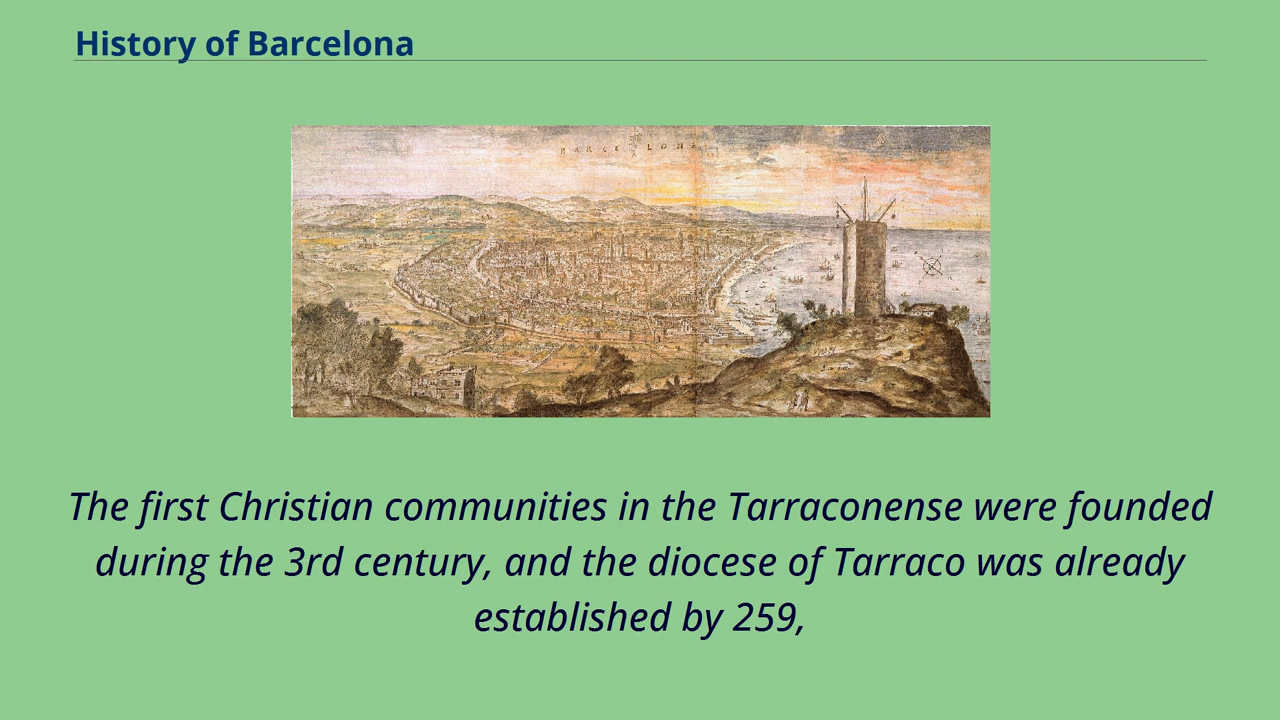 History of Barcelona
BARCELONA
The first Christian communities in the Tarraconense were founded
during the 3rd century, and the diocese of Tarraco was already
established by 259,